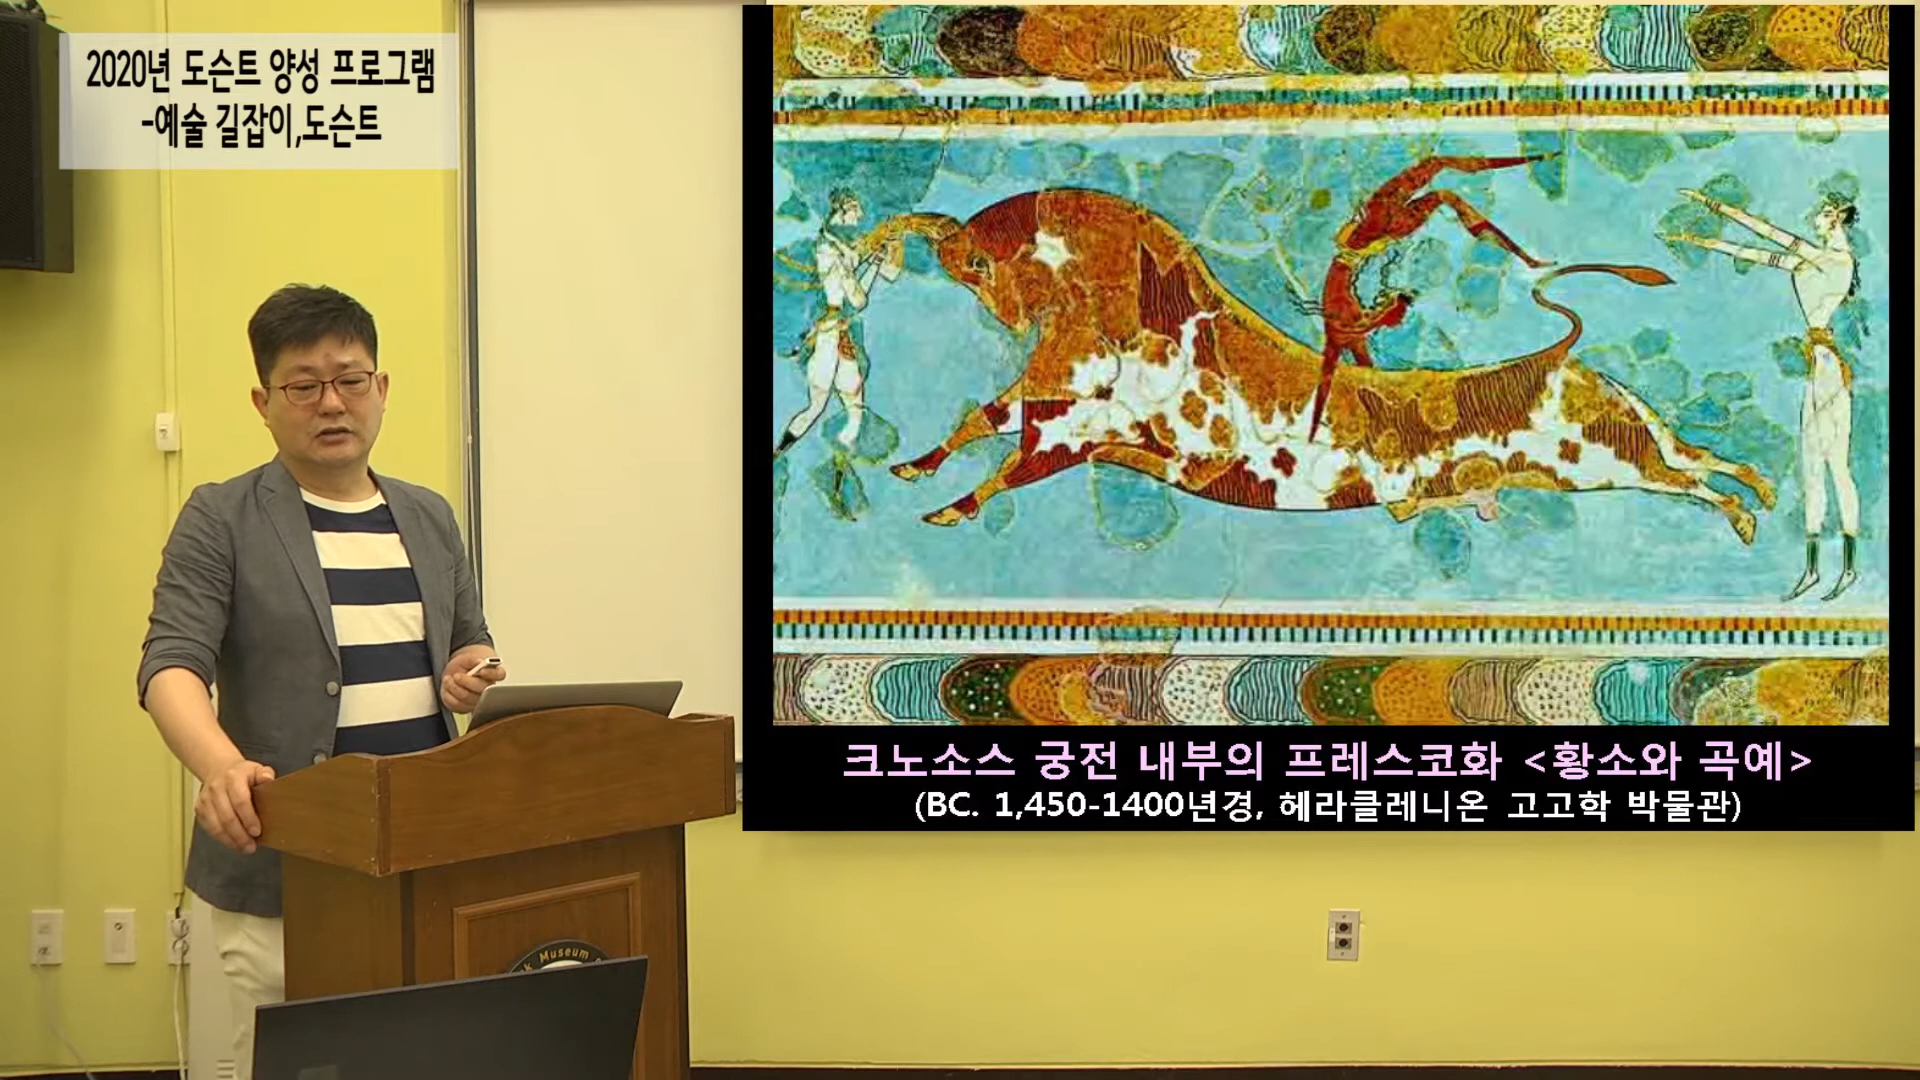 2020년 도슨트 양성 프로그램
-예술 길잡이,도슨트
크노소스 궁전 내부의 프레스코화 <황소와 곡예>
(BC. 1,450-1400년경, 헤라클레니온 고고학 박물관)
Museum